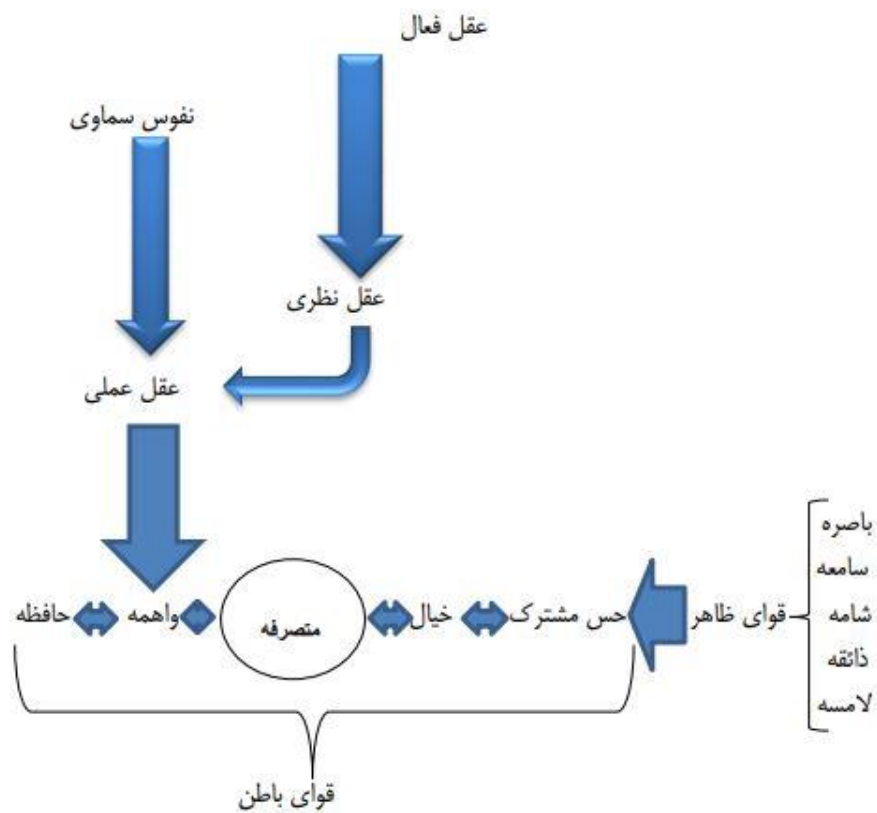 عقل فعال
نفوس سماوی
عقل نظری
عقل عملی
باصره
سامعه
شامه
ذائقه
لامسه
قوای ظاهر
حس مشترک
خیال
متصرفه
واهمه
حافظه
قوای باطن